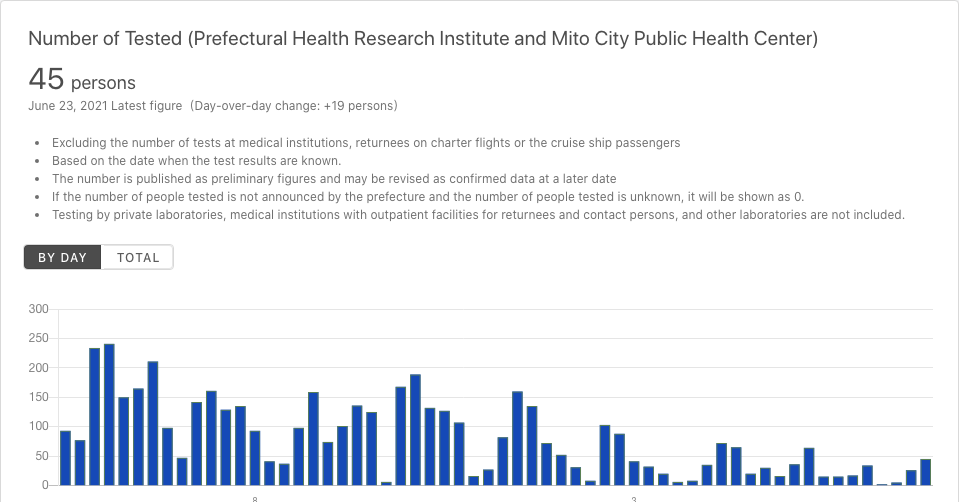 Number of Tested (Prefectural Health Research Institute and Mito City Public Health Center)
45 persons
June 23, 2021 Latest figure (Day-over-day change: +19 persons)
• Excluding the number of tests at medical institutions, returnees on charter flights or the cruise ship passengers
• Based on the date when the test results are known.
• The number is published as preliminary figures and may be revised as confirmed data at a later date
• If the number of people tested is not announced by the prefecture and the number of people tested is unknown, it will be shown as 0.
• Testing by private laboratories, medical institutions with outpatient facilities for returnees and contact persons, and other laboratories are not included.
BY DAY TOTAL
300
250
200
150
100
50
0